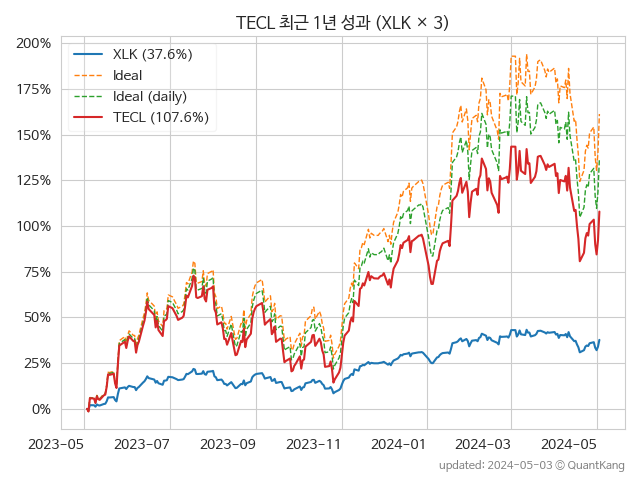 TECL 최근 1년 성과 (XLK × 3)
200%
175%
150%
125%
100%
75%
50%
25%
0%
XLK (37.6%)
Ideal
Ideal (daily)
TECL (107.6%)
2023-05
2023-07
2023-09
2023-11
2024-01
2024-03
2024-05
updated: 2024-05-03 © QuantKang